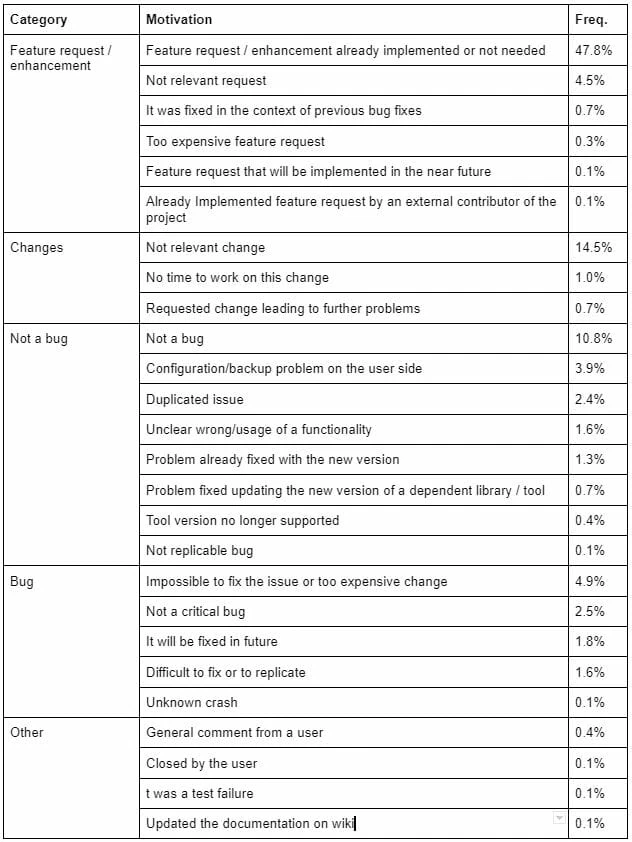 Category Motivation Freq.
Feature request / Feature request / enhancement already implemented or not needed 47.8%
enhancement
Not relevant request 4.5%
It was fixed in the context of previous bug fixes 0.7%
Too expensive feature request 0.3%
Feature request that will be implemented in the near future 0.1%
Already Implemented feature request by an external contributor of the 0.1%
project
Changes Not relevant change 14.5%
No time to work on this change 1.0%
Requested change leading to further problems 0.7%
Not a bug Not a bug 10.8%
Configuration/backup problem on the user side 3.9%
Duplicated issue 2.4%
Unclear wrong/usage of a functionality 1.6%
Problem already fixed with the new version 1.3%
Problem fixed updating the new version of a dependent library / tool 0.7%
Tool version no longer supported 0.4%
Not replicable bug 0.1%
Bug Impossible to fix the issue or too expensive change 4.9%
Not a critical bug 2.5%
It will be fixed in future 1.8%
Difficult to fix or to replicate 1.6%
Unknown crash 0.1%
Other General comment from a user 0.4%
Closed by the user 0.1%
t was a test failure 0.1%
Updated the documentation on wiki 0.1%